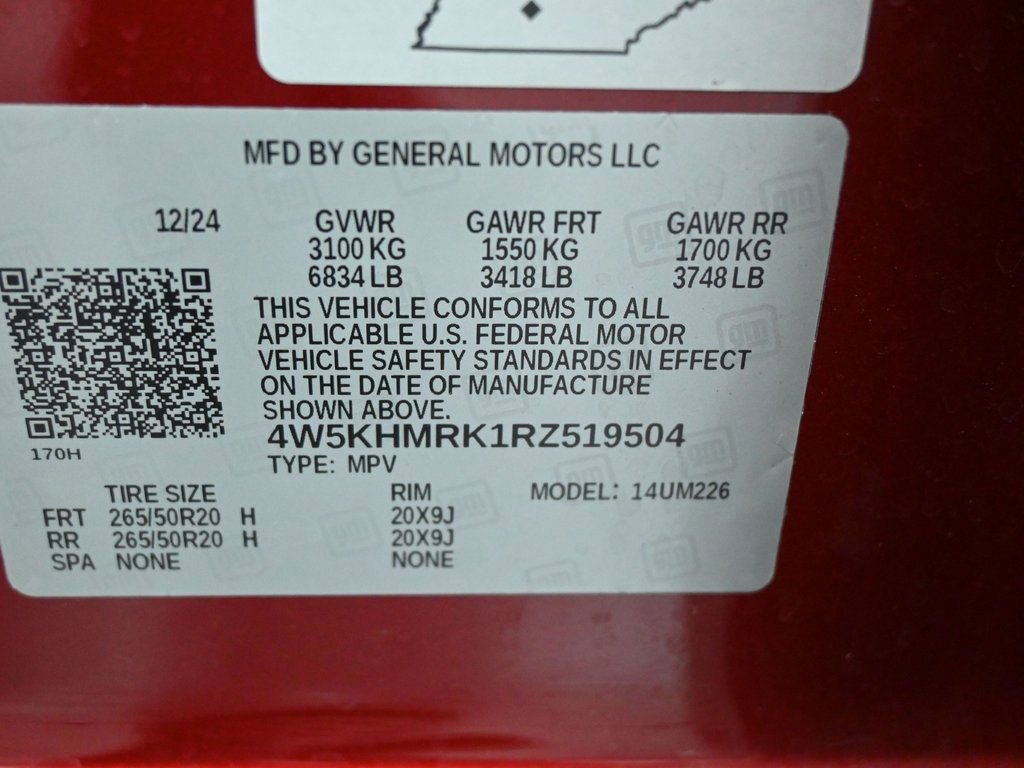 MFD BY GENERAL MOTORS LLC
12/24 GVWR GAWR FRT GAWR RR
3100 KG 1550 KG 1700 KG
6834 LB 3418 LB 3748 LB
THIS VEHICLE CONFORMS TO ALL
APPLICABLE U.S. FEDERAL MOTOR
VEHICLE SAFETY STANDARDS IN EFFECT
ON THE DATE OF MANUFACTURE
SHOWN ABOVE.
4W5KHMRK1RZ519504
170H
TYPE: MPV
TIRE SIZE RIM MODEL: 14UM226
FRT 265/50R20 H 20X9J
RR 265/50R20 H 20X9J
SPA NONE NONE